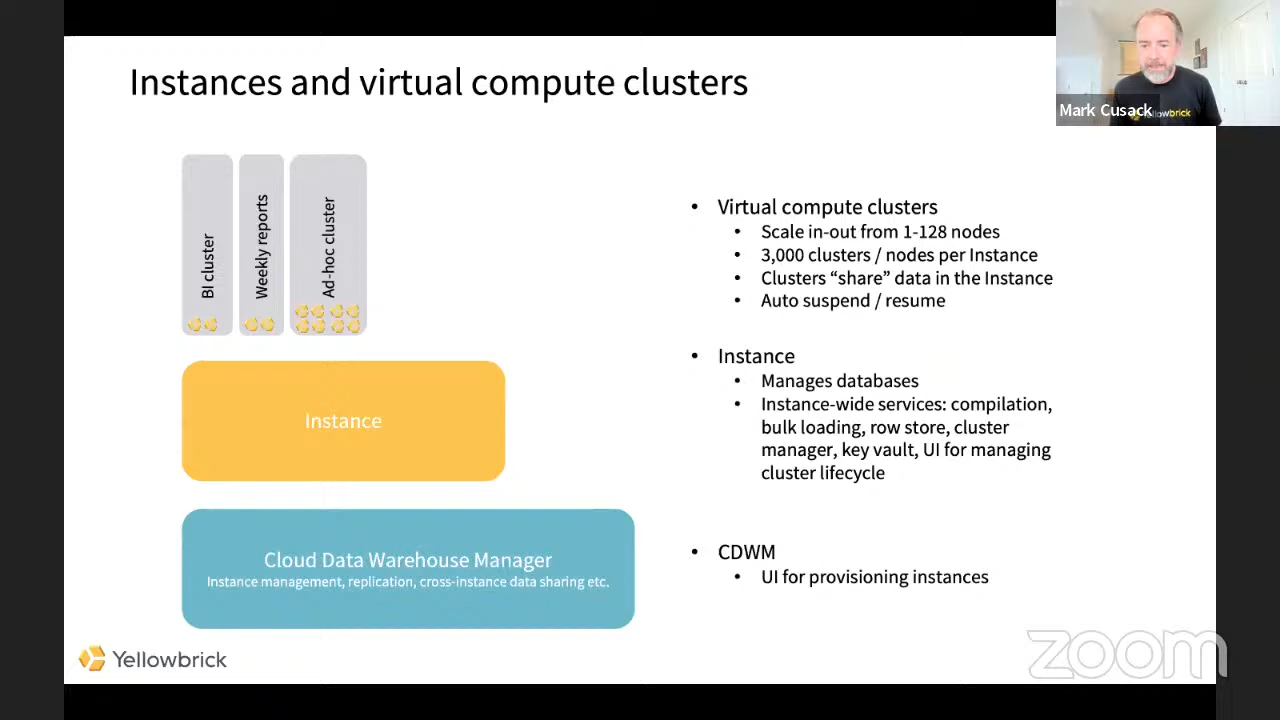 Instances and virtual compute clusters
Mark Cusack
Yellowbrick
BI cluster
Weekly reports
Ad-hoc cluster
Instance
Cloud Data Warehouse Manager
Instance management, replication, cross-instance data sharing etc.
• Virtual compute clusters
• Scale in-out from 1-128 nodes
• 3,000 clusters / nodes per Instance
• Clusters “share” data in the Instance
• Auto suspend / resume
• Instance
• Manages databases
• Instance-wide services: compilation,
bulk loading, row store, cluster
manager, key vault, UI for managing
cluster lifecycle
• CDWM
• UI for provisioning instances
Yellowbrick
zoom